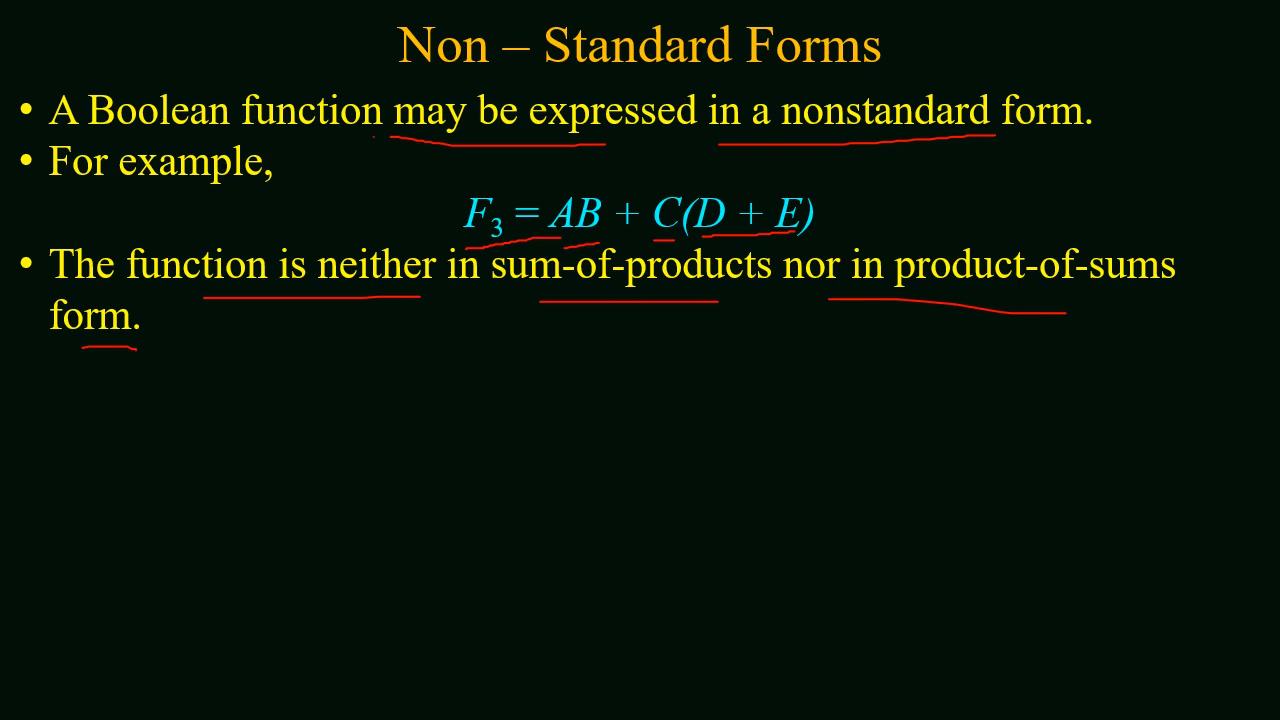 Non – Standard Forms
• A Boolean function may be expressed in a nonstandard form.
• For example,
F₃ = AB + C(D + E)
• The function is neither in sum-of-products nor in product-of-sums
form.